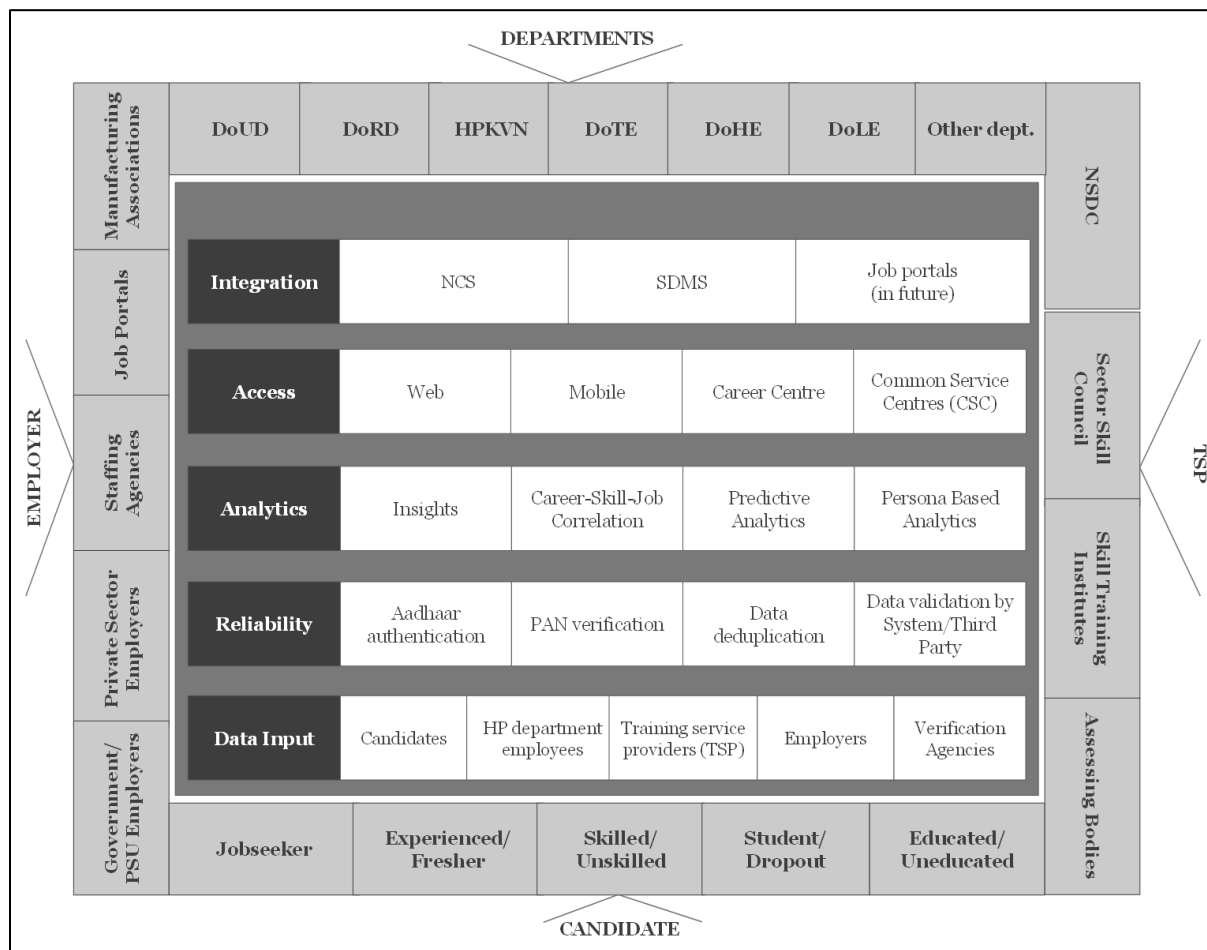 DEPARTMENTS
DoUD
DoRD
HPKVN
DoTE
DoHE
DoLE
Other dept.
EMPLOYER
Manufacturing
Associations
Job Portals
Staffing
Agencies
Private Sector
Employers
Government/
PSU Employers
Integration
NCS
SDMS
Job portals
(in future)
Access
Web
Mobile
Career Centre
Common Service
Centres (CSC)
Analytics
Insights
Career-Skill-Job
Correlation
Predictive
Analytics
Persona Based
Analytics
Reliability
Aadhaar
authentication
PAN verification
Data
deduplication
Data validation by
System/Third
Party
Data Input
Candidates
HP department
employees
Training service
providers (TSP)
Employers
Verification
Agencies
NSDC
Sector Skill
Council
Skill Training
Institutes
Assessing Bodies
TSP
Jobseeker
Experienced/
Fresher
Skilled/
Unskilled
Student/
Dropout
Educated/
Uneducated
CANDIDATE